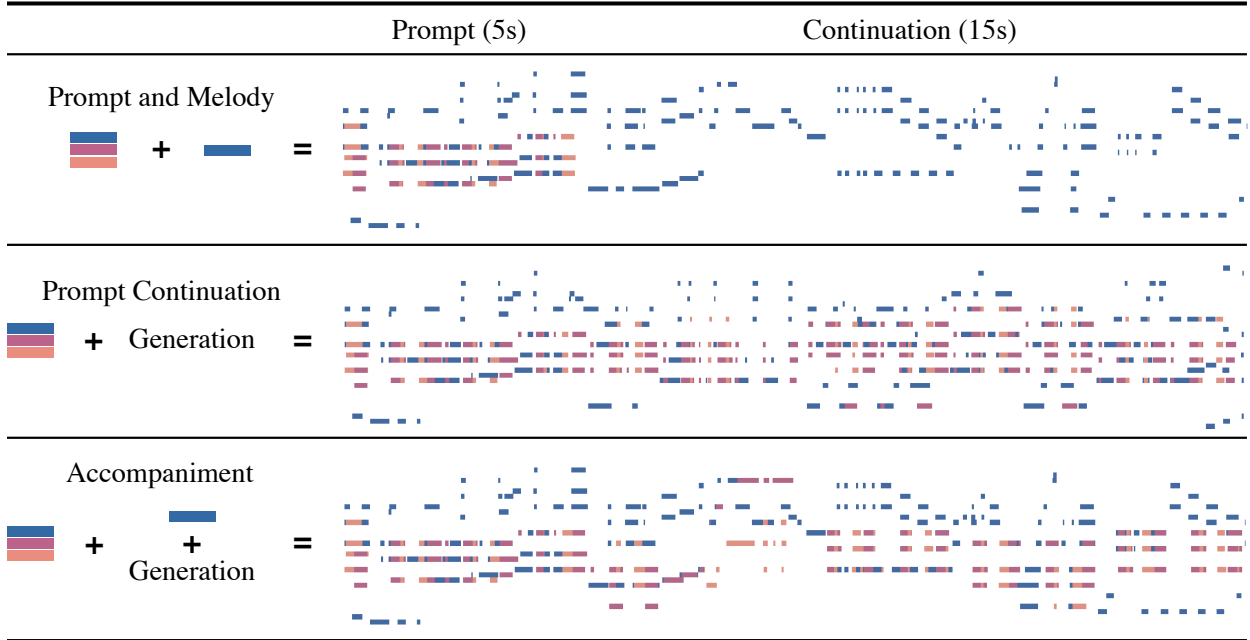 Prompt (5s) Continuation (15s)
Prompt and Melody
+ =
Prompt Continuation
+ Generation =
Accompaniment
+ + =
Generation